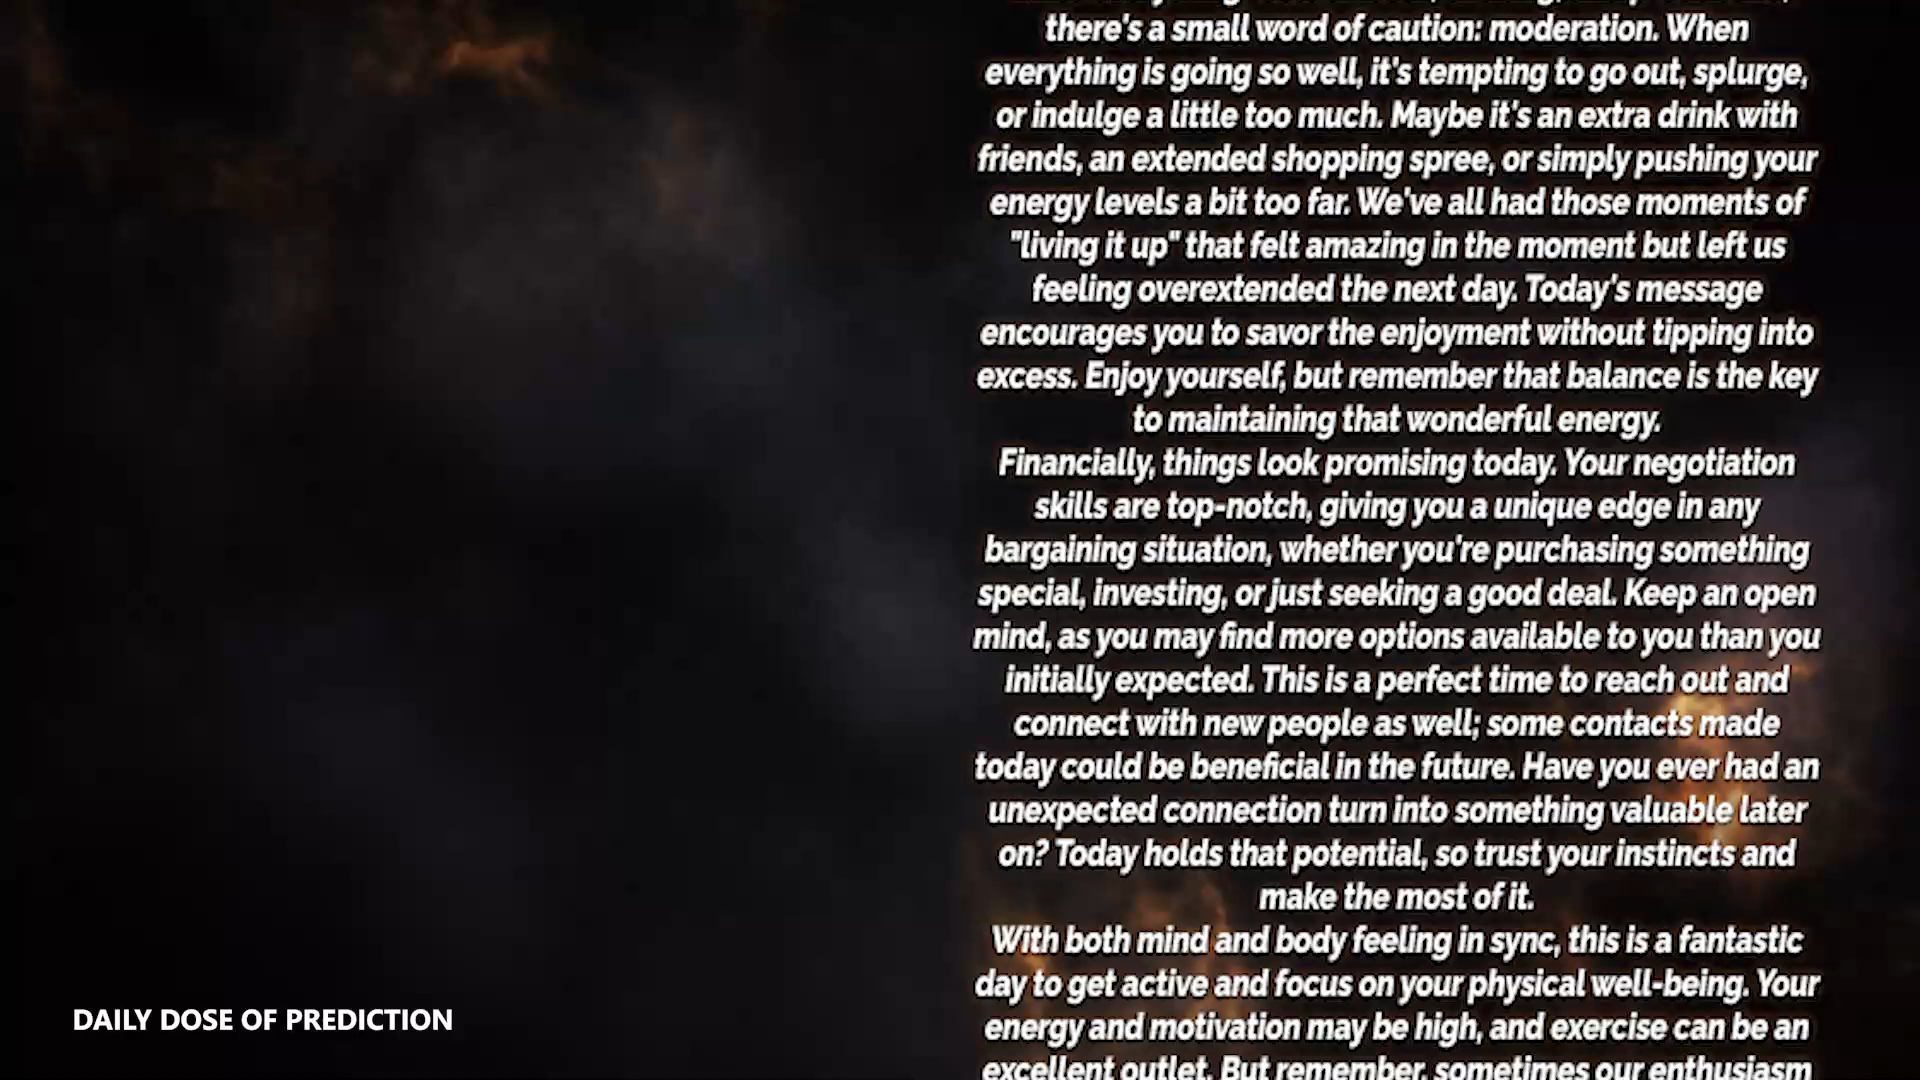 there's a small word of caution: moderation. When
everything is going so well, it's tempting to go out, splurge,
or indulge a little too much. Maybe it's an extra drink with
friends, an extended shopping spree, or simply pushing your
energy levels a bit too far. We've all had those moments of
"living it up" that felt amazing in the moment but left us
feeling overextended the next day. Today's message
encourages you to savor the enjoyment without tipping into
excess. Enjoy yourself, but remember that balance is the key
to maintaining that wonderful energy.
Financially, things look promising today. Your negotiation
skills are top-notch, giving you a unique edge in any
bargaining situation, whether you're purchasing something
special, investing, or just seeking a good deal. Keep an open
mind, as you may find more options available to you than you
initially expected. This is a perfect time to reach out and
connect with new people as well; some contacts made
today could be beneficial in the future. Have you ever had an
unexpected connection turn into something valuable later
on? Today holds that potential, so trust your instincts and
make the most of it.
With both mind and body feeling in sync, this is a fantastic
day to get active and focus on your physical well-being. Your
energy and motivation may be high, and exercise can be an
excellent outlet. But remember, sometimes our enthusiasm
DAILY DOSE OF PREDICTION